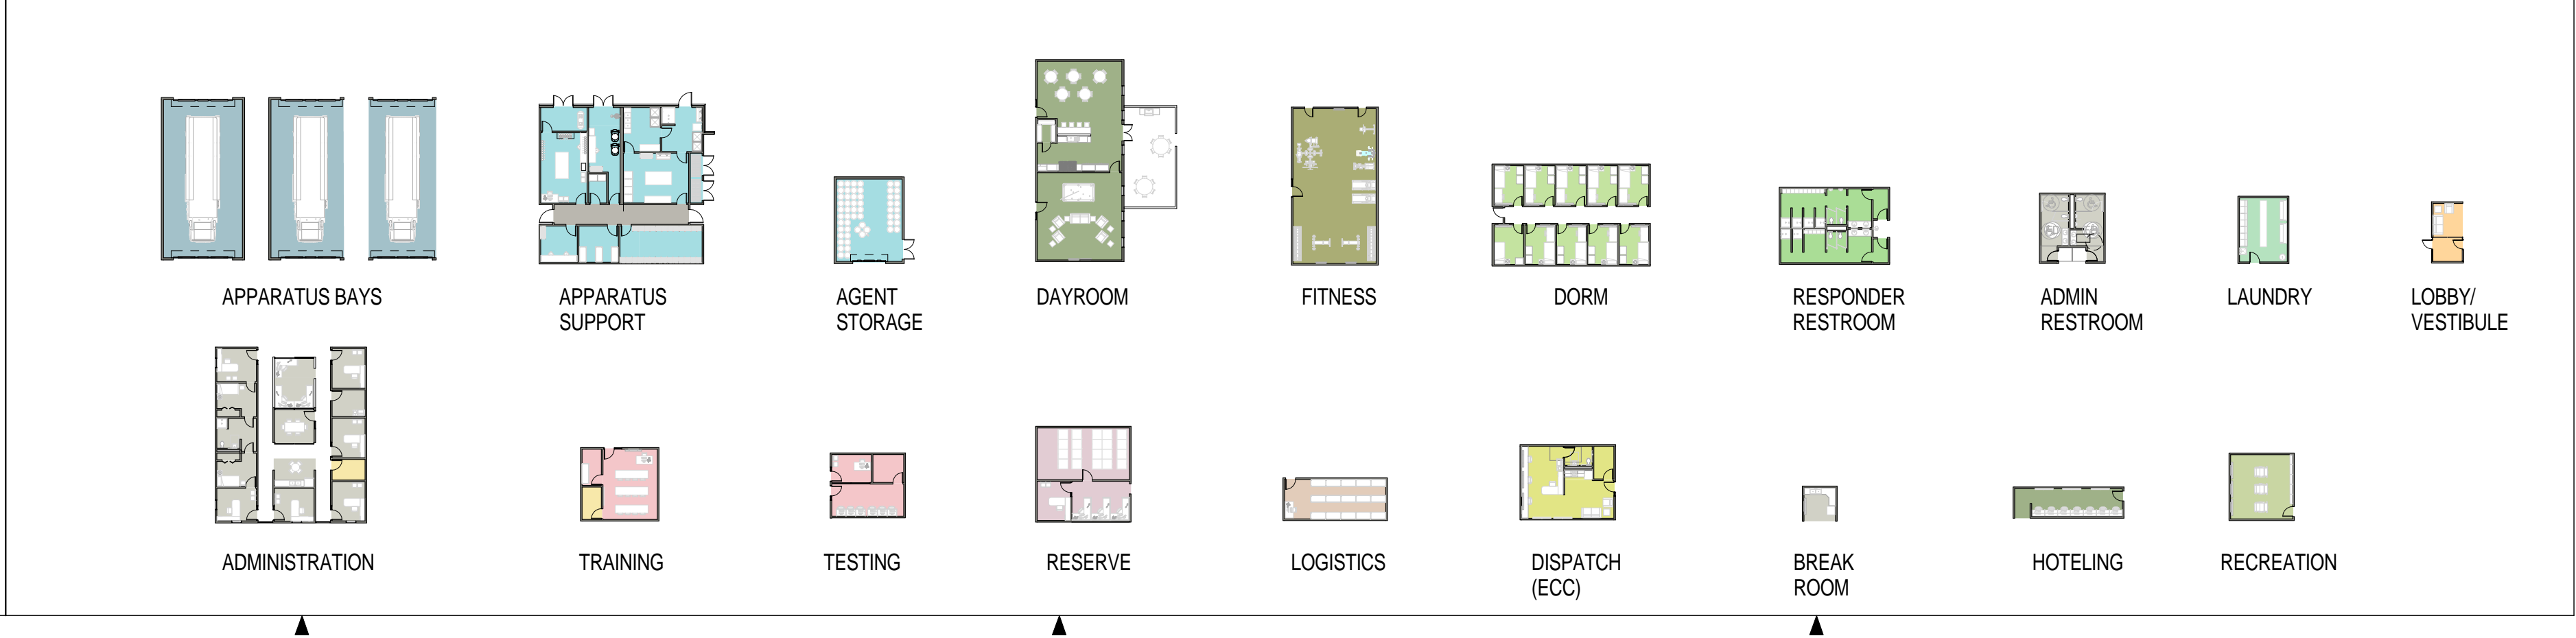 APPARATUS BAYS
APPARATUS
SUPPORT
AGENT
STORAGE
DAYROOM
FITNESS
DORM
RESPONDER
RESTROOM
ADMIN
RESTROOM
LAUNDRY
LOBBY/
VESTIBULE
ADMINISTRATION
TRAINING
TESTING
RESERVE
LOGISTICS
DISPATCH
(ECC)
BREAK
ROOM
HOTELING
RECREATION